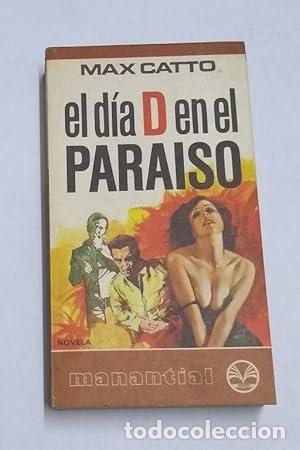 MAX CATTO
el día D en el
PARAISO
NOVELA
manantial
todocoleccion